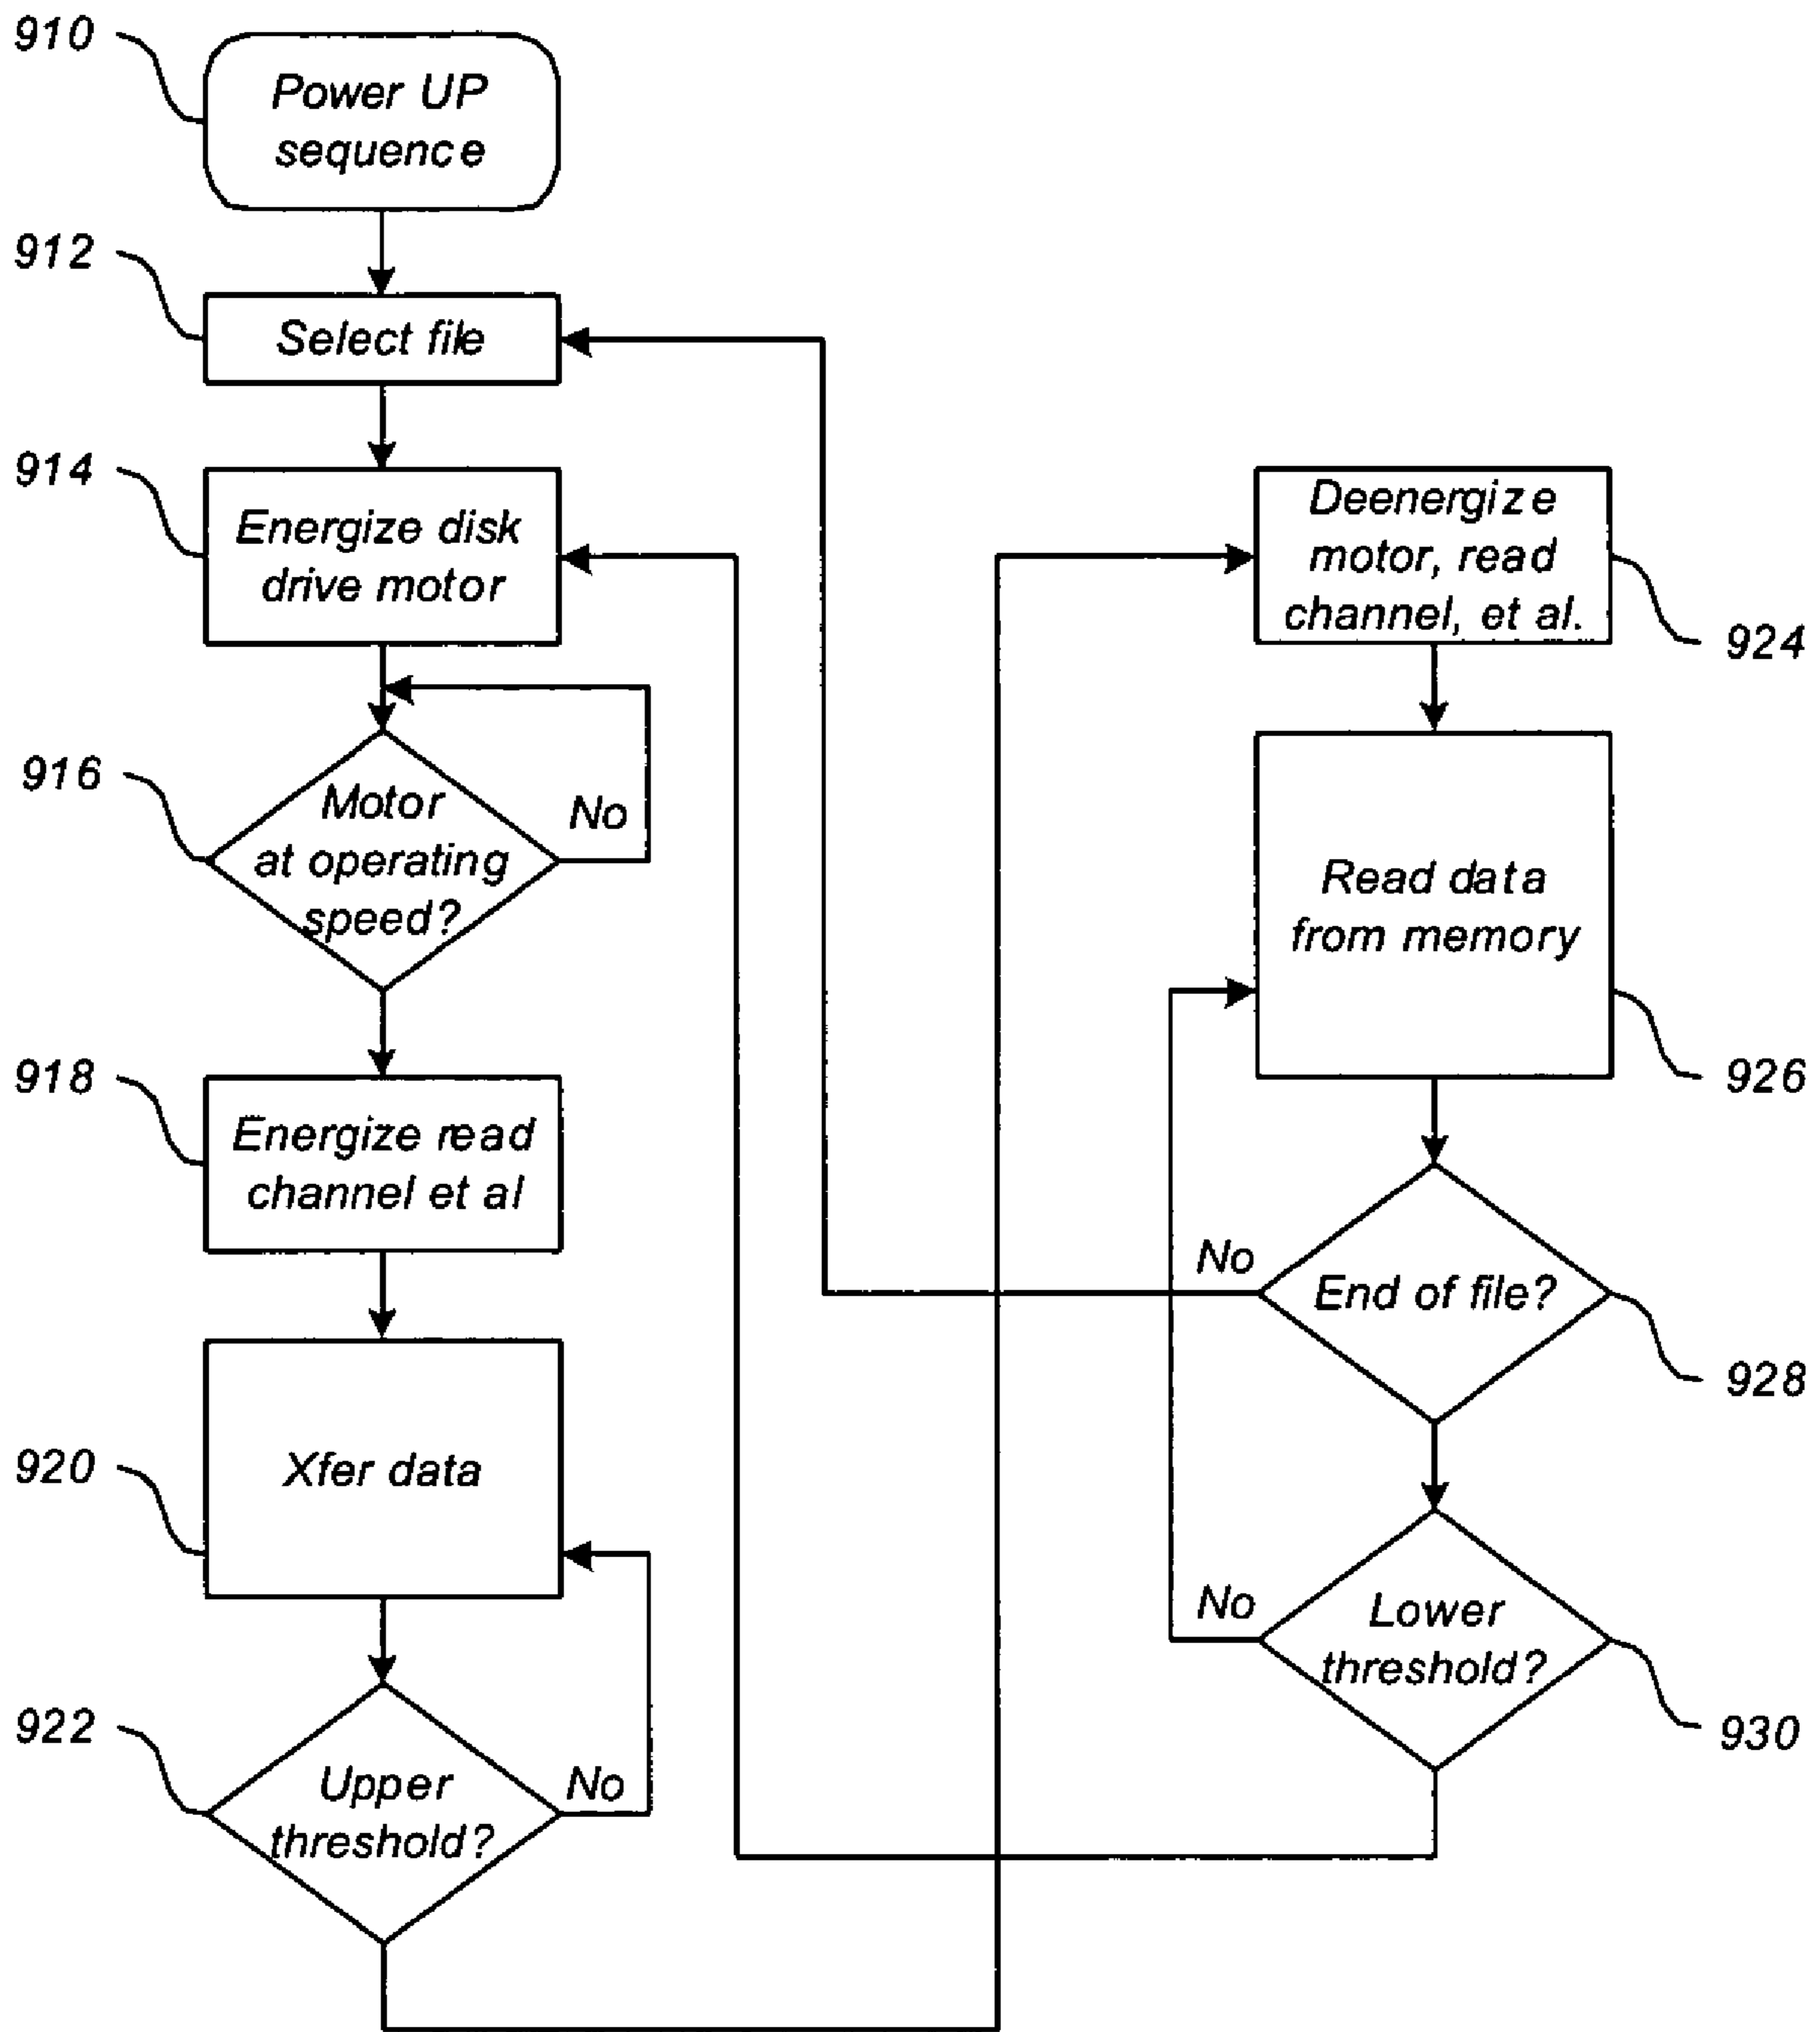 910
Power UP
sequence
912
Select file
914
Energize disk
drive motor
916
Motor
at operating
speed?
No
918
Energize read
channel et al
920
Xfer data
922
Upper
threshold?
No
Deenergize
motor, read
channel, et al.
924
Read data
from memory
926
No
End of file?
928
No
Lower
threshold?
930